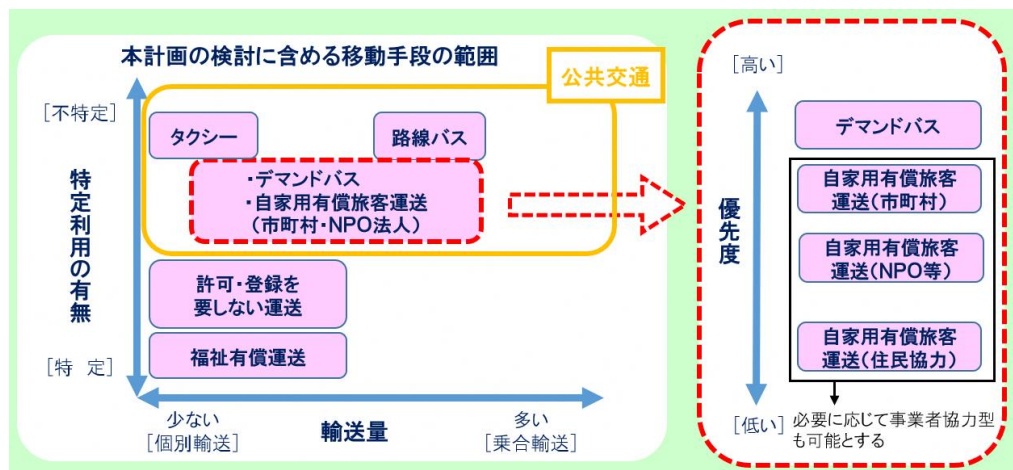 本計画の検討に含める移動手段の範囲
公共交通
[不特定]
タクシー
路線バス
・デマンドバス
・自家用有償旅客運送
(市町村・NPO法人)
特定利用の有無
許可・登録を
要しない運送
福祉有償運送
[特 定]
少ない
[個別輸送]
輸送量
多い
[乗合輸送]
[高い]
優先度
[低い]
デマンドバス
自家用有償旅客
運送(市町村)
自家用有償旅客
運送(NPO等)
自家用有償旅客
運送(住民協力)
必要に応じて事業者協力型
も可能とする